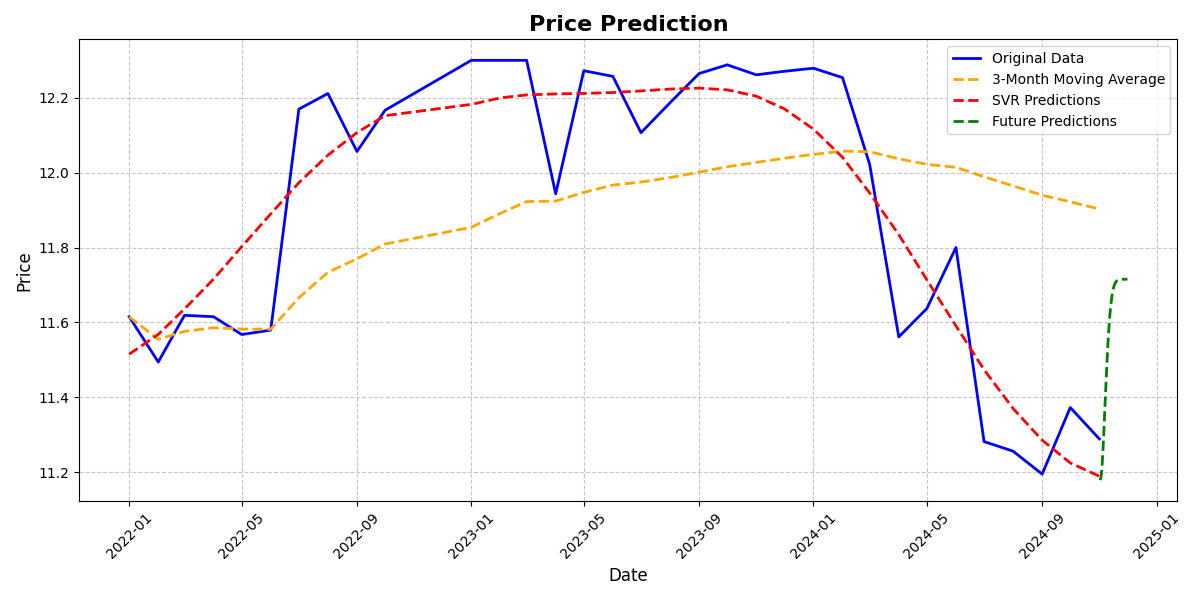 Price Prediction
Original Data
3-Month Moving Average
SVR Predictions
Future Predictions
Price
12.2
12.0
11.8
11.6
11.4
11.2
2022-01
2022-05
2022-09
2023-01
2023-05
2023-09
2024-01
2024-05
2024-09
2025-01
Date